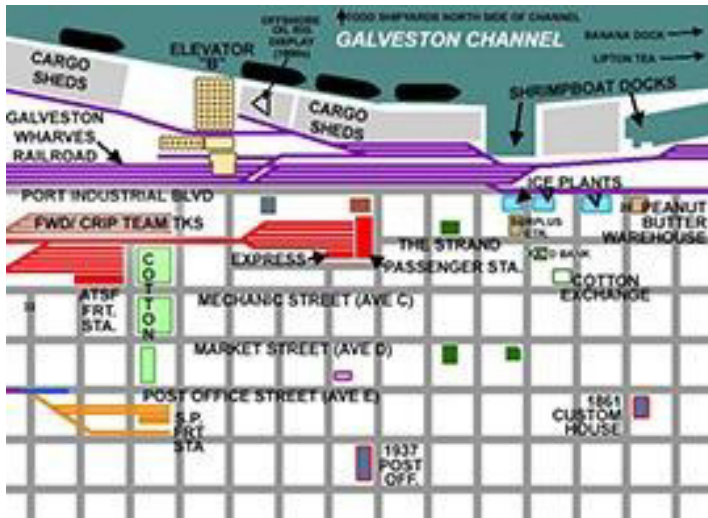 OFFSHORE
OIL RIG
DISPLAY
TODD SHIPYARDS NORTH SIDE OF CHANNEL
GALVESTON CHANNEL
BANANA DOCK
LIPTON TEA
ELEVATOR
"B"
CARGO
SHEDS
CARGO
SHEDS
SHRIMPBOAT DOCKS
GALVESTON
WHARVES
RAILROAD
PORT INDUSTRIAL BLVD
ICE PLANTS
PEANUT
BUTTER
WAREHOUSE
FWD/ CRIP TEAM TKS
SURPLUS
BANK
THE STRAND
EXPRESS
PASSENGER STA.
COTTON
EXCHANGE
COTTON
ATSF
FRT.
STA.
MECHANIC STREET (AVE C)
MARKET STREET (AVE D)
POST OFFICE STREET (AVE E)
S.P.
FRT
STA
1861
CUSTOM
HOUSE
1937
POST
OFF.